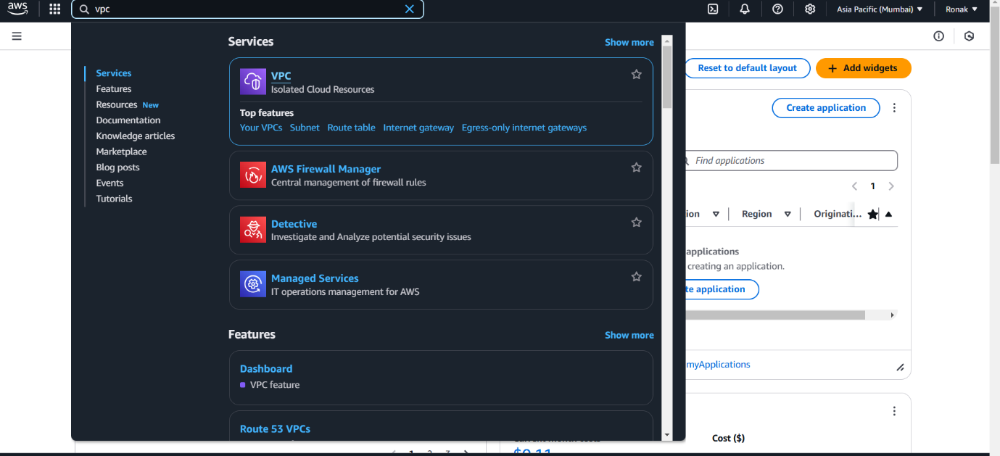 aws
vpc
Asia Pacific (Mumbai)
Ronak
Services
Show more
Services
Features
Resources New
Documentation
Knowledge articles
Marketplace
Blog posts
Events
Tutorials
VPC
Isolated Cloud Resources
Top features
Your VPCs Subnet Route table Internet gateway Egress-only internet gateways
AWS Firewall Manager
Central management of firewall rules
Detective
Investigate and Analyze potential security issues
Managed Services
IT operations management for AWS
Features
Show more
Dashboard
VPC feature
Route 53 VPCs
Reset to default layout
+ Add widgets
Create application
Find applications
1
ion Region Originati...
applications
creating an application.
te application
myApplications
Cost ($)